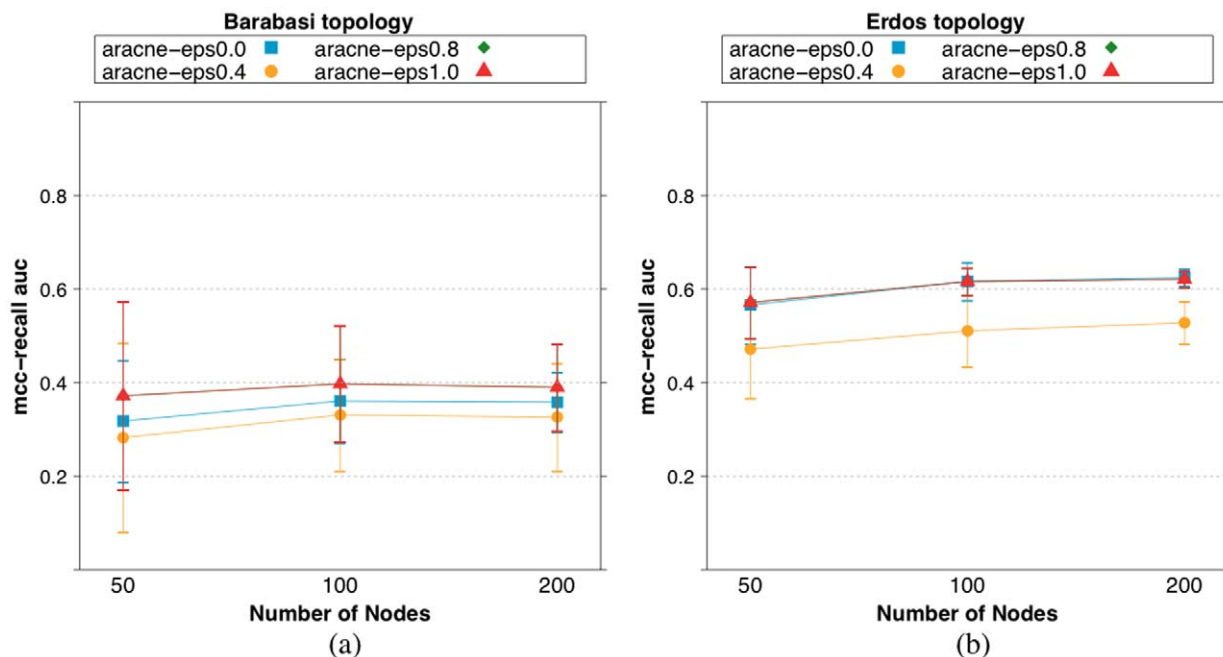 Barabasi topology
aracne-eps0.0 aracne-eps0.8
aracne-eps0.4 aracne-eps1.0
0.8
0.6
0.4
0.2
mcc-recall auc
50 100 200
Number of Nodes
(a)
Erdos topology
aracne-eps0.0 aracne-eps0.8
aracne-eps0.4 aracne-eps1.0
0.8
0.6
0.4
0.2
mcc-recall auc
50 100 200
Number of Nodes
(b)